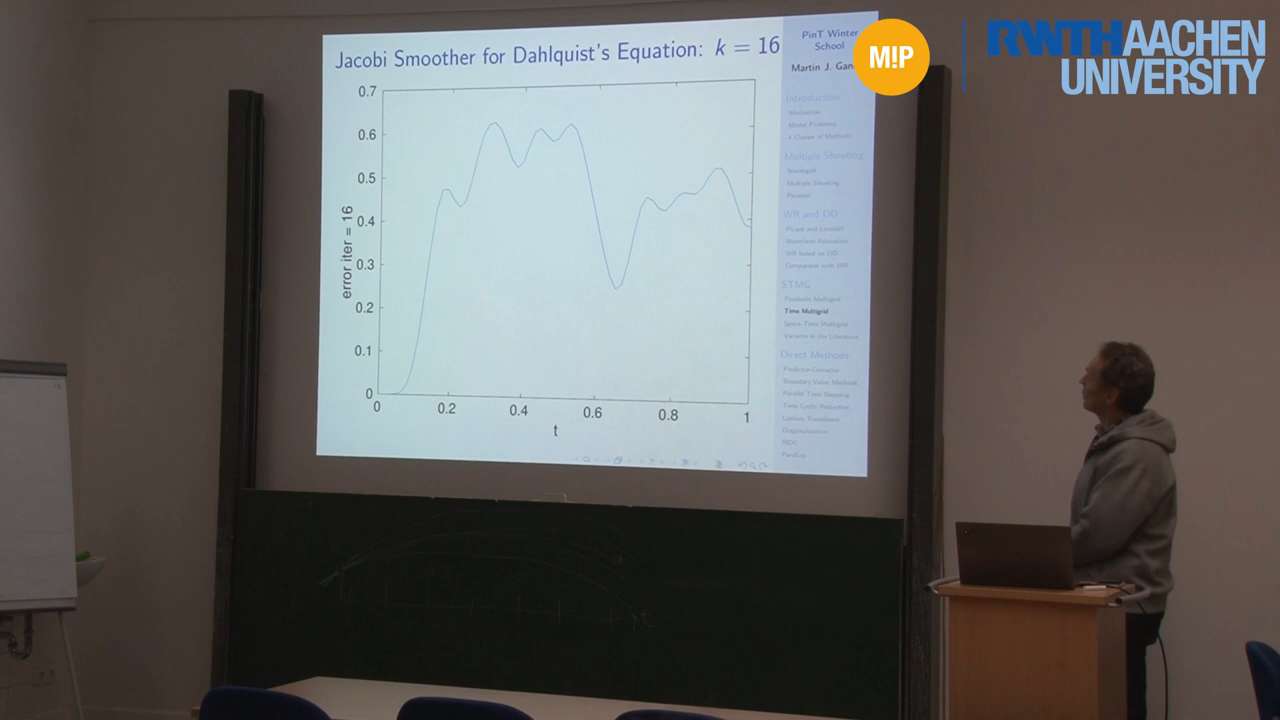 Jacobi Smoother for Dahlquist's Equation: k = 16
0.7
0.6
0.5
0.4
0.3
0.2
0.1
0
error iter = 16
0
0.2
0.4
0.6
0.8
1
t
PinT Winter
School
Martin J. Gan
Introduction
Motivation
Model Problems
4 Classes of Methods
Multiple Shooting
Nievergelt
Multiple Shooting
Parareal
WR and DD
Picard and Lindelöf
Waveform Relaxation
WR based on DD
Comparison with WR
STMG
Parabolic Multigrid
Time Multigrid
Space-Time Multigrid
Variants in the Literature
Direct Methods
Predictor-Corrector
Boundary Value Methods
Parallel Time Stepping
Time Cyclic Reduction
Laplace Transforms
Diagonalization
RIDC
ParaExp
M!P
RWTH AACHEN
UNIVERSITY